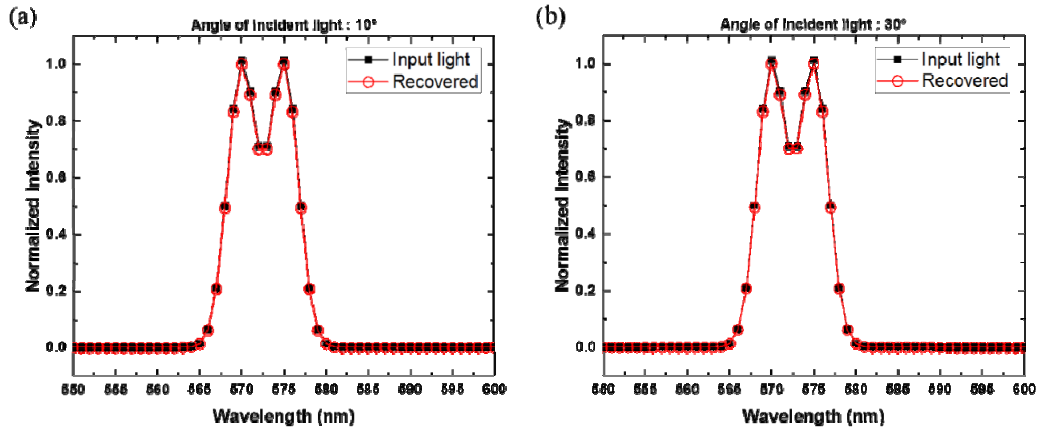 (a)
Angle of incident light : 10°
Input light
Recovered
1.0
0.8
0.6
0.4
0.2
0.0
Normalized Intensity
550 555 560 565 570 575 580 585 590 595 600
Wavelength (nm)
(b)
Angle of incident light : 30°
Input light
Recovered
1.0
0.8
0.6
0.4
0.2
0.0
Normalized Intensity
550 555 560 565 570 575 580 585 590 595 600
Wavelength (nm)